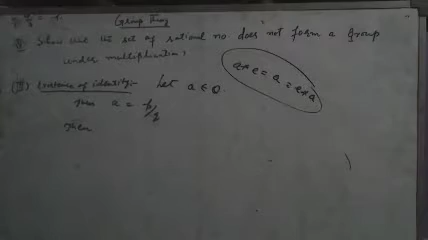 Group Theory
Q. Show that the set of rational no does not form a group
under multiplication,
(III) Existence of identity:- Let a ∈ Q.
then a = p/q
then
a * e = a = e * a